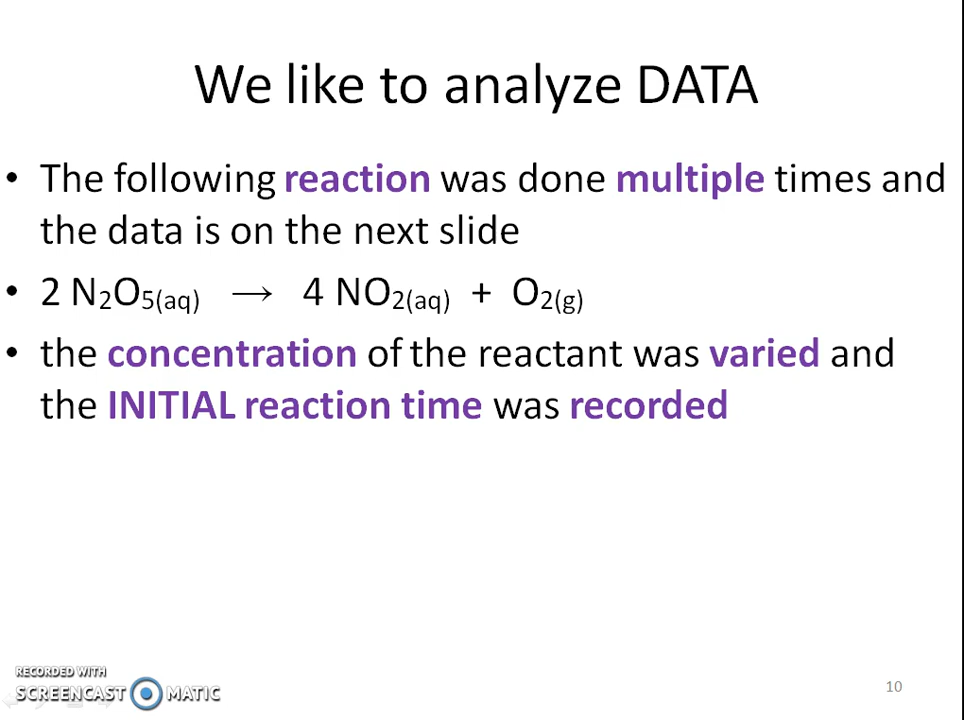 We like to analyze DATA
• The following reaction was done multiple times and
the data is on the next slide
• 2 N₂O₅(aq) → 4 NO₂(aq) + O₂(g)
• the concentration of the reactant was varied and
the INITIAL reaction time was recorded
RECORDED WITH
SCREENCAST MATIC
10